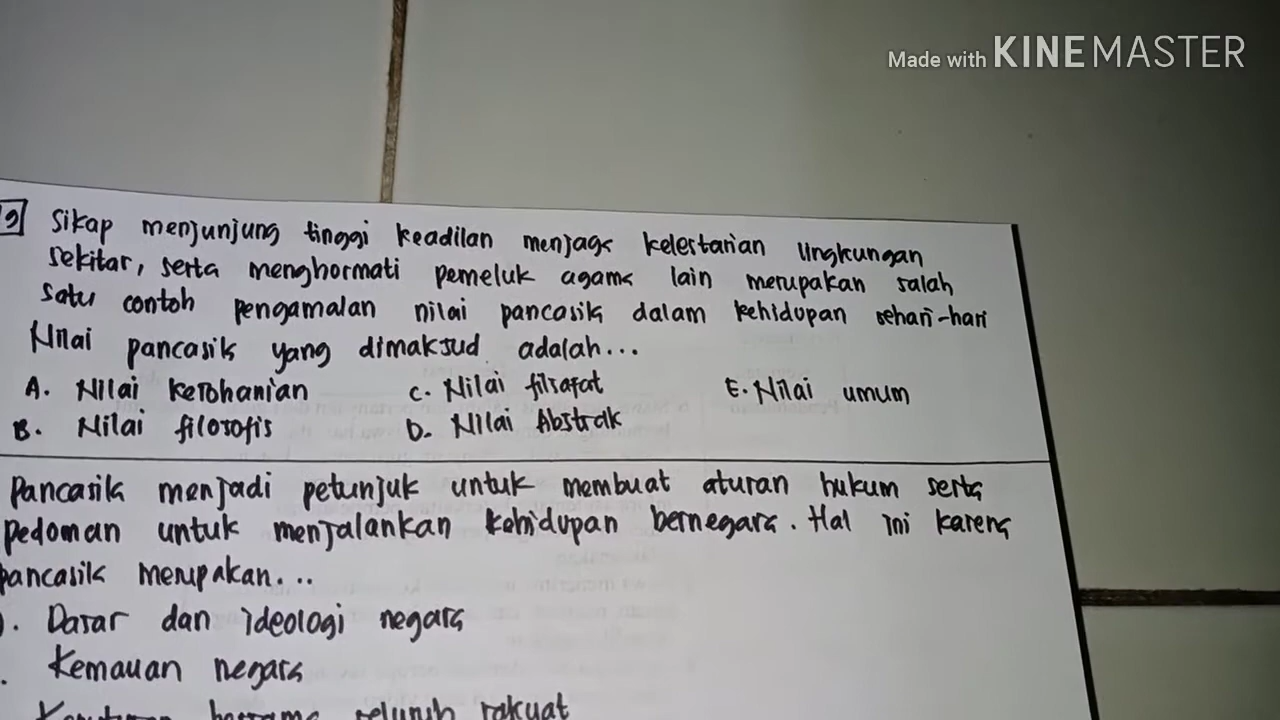 Made with KINEMASTER
9 Sikap menjunjung tinggi keadilan menjaga kelestarian lingkungan
sekitar, serta menghormati pemeluk agama lain merupakan salah
satu contoh pengamalan nilai pancasila dalam kehidupan sehari-hari
Nilai pancasila yang dimaksud adalah...
A. Nilai kerohanian C. Nilai filsafat E. Nilai umum
B. Nilai filosofis D. Nilai Abstrak
Pancasila menjadi petunjuk untuk membuat aturan hukum serta
pedoman untuk menjalankan kehidupan bernegara. Hal ini karena
pancasila merupakan...
. Dasar dan ideologi negara
. Kemauan negara
bersama seluruh rakyat